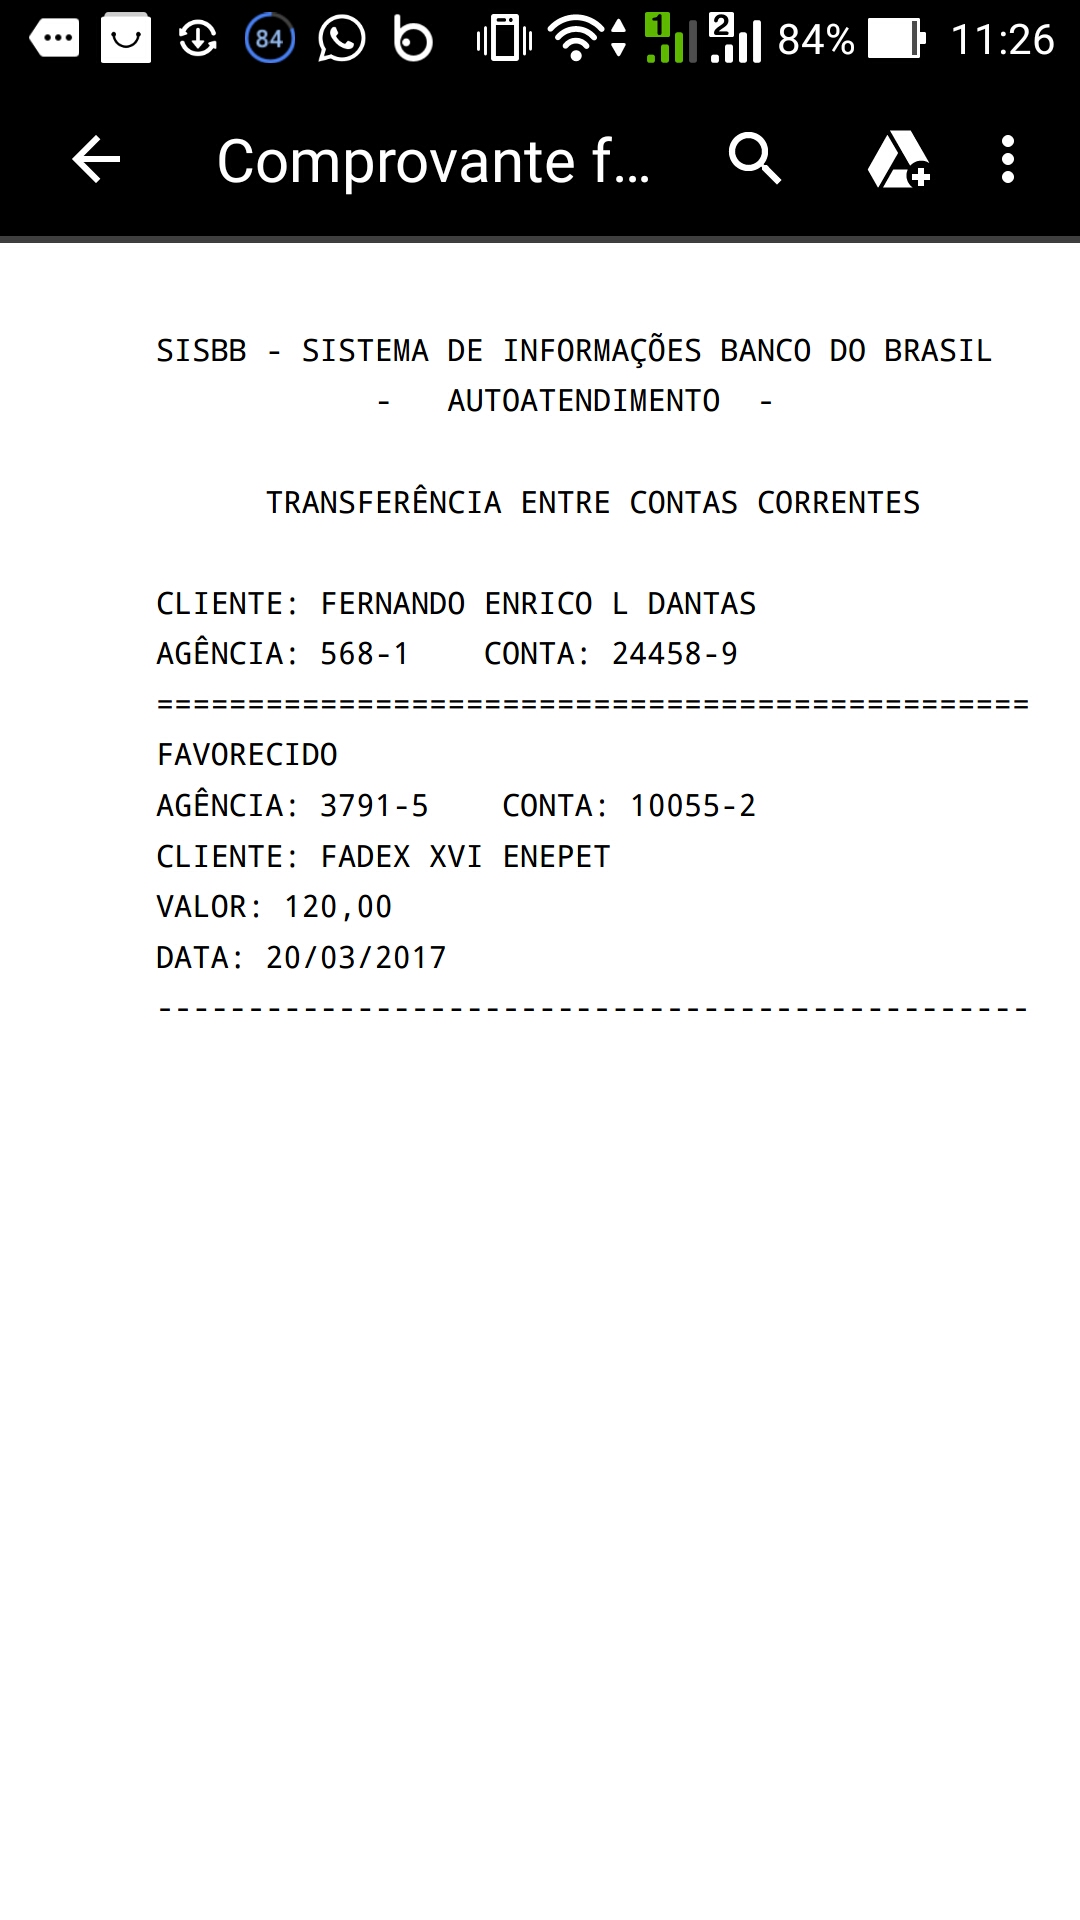 84 1 2 84% 11:26
Comprovante f...
SISBB - SISTEMA DE INFORMAÇÕES BANCO DO BRASIL
- AUTOATENDIMENTO -
TRANSFERÊNCIA ENTRE CONTAS CORRENTES
CLIENTE: FERNANDO ENRICO L DANTAS
AGÊNCIA: 568-1 CONTA: 24458-9
================================================
FAVORECIDO
AGÊNCIA: 3791-5 CONTA: 10055-2
CLIENTE: FADEX XVI ENEPET
VALOR: 120,00
DATA: 20/03/2017
------------------------------------------------